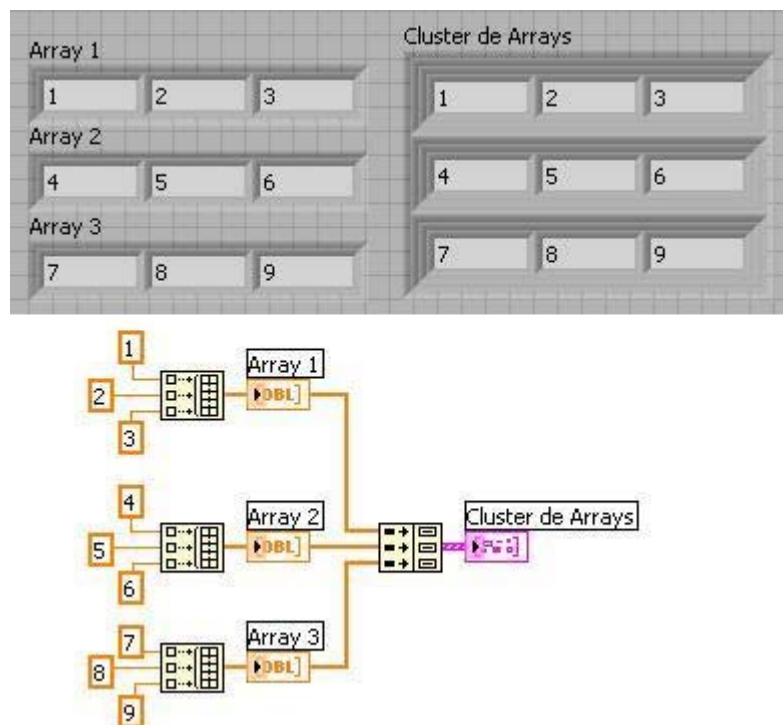 Array 1
1 2 3
Array 2
4 5 6
Array 3
7 8 9
Cluster de Arrays
1 2 3
4 5 6
7 8 9
1
2
3
Array 1
DBL]
4
5
6
Array 2
DBL]
7
8
9
Array 3
DBL]
Cluster de Arrays